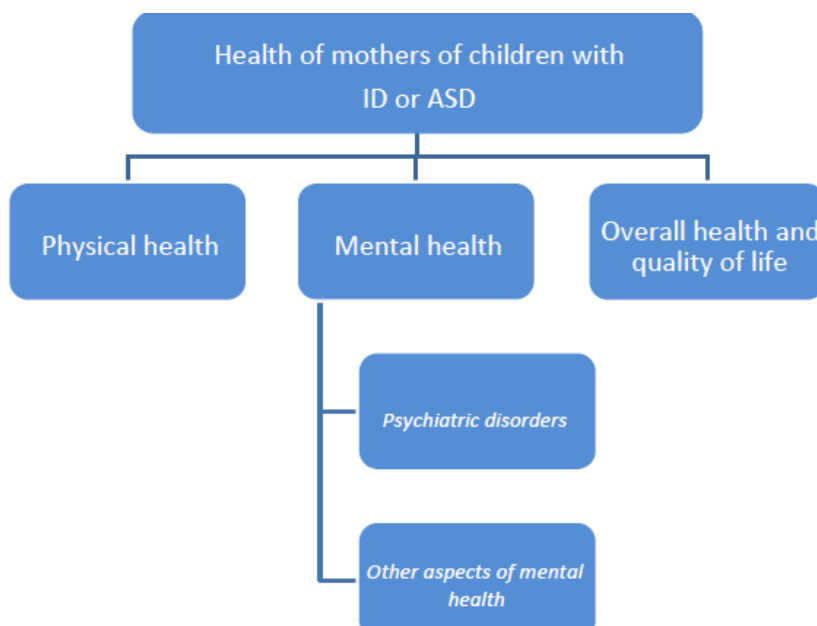 Health of mothers of children with
ID or ASD
Physical health
Mental health
Overall health and
quality of life
Psychiatric disorders
Other aspects of mental
health